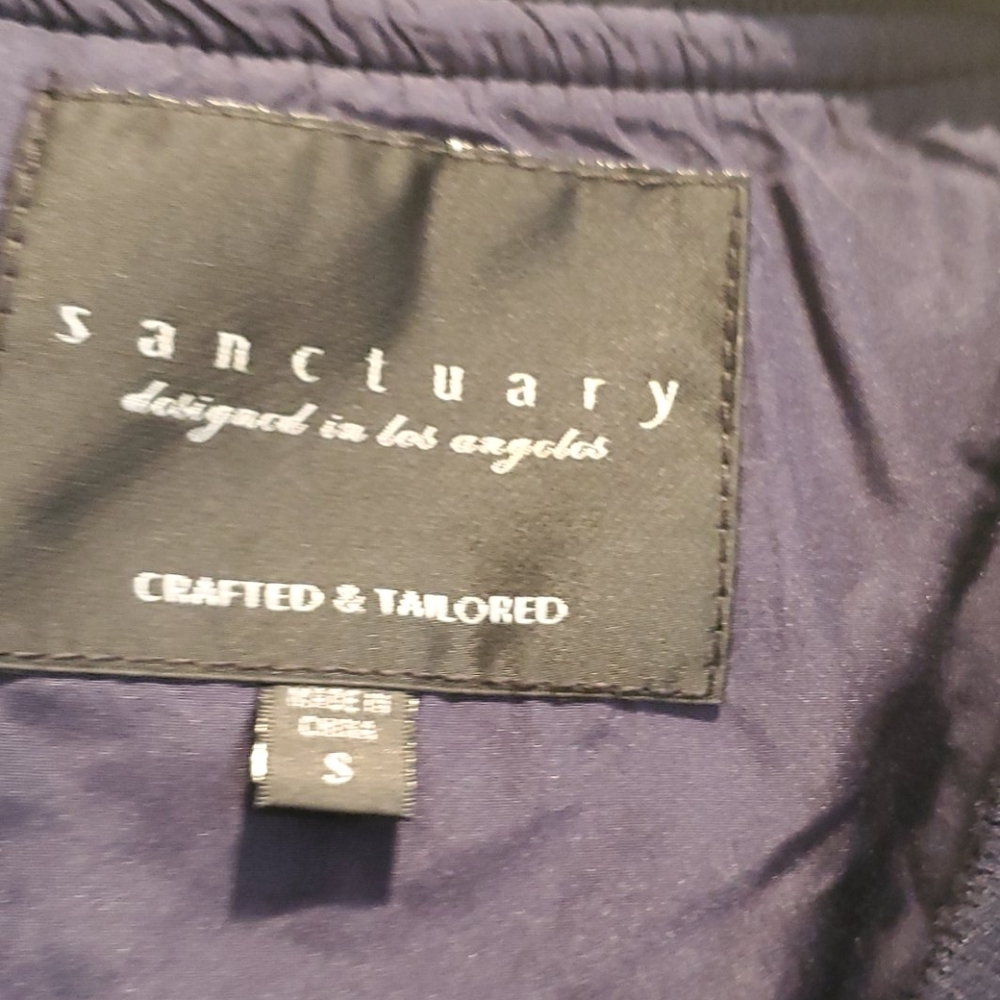 sanctuary
designed in los angeles
CRAFTED & TAILORED
MADE IN
CHINA
S